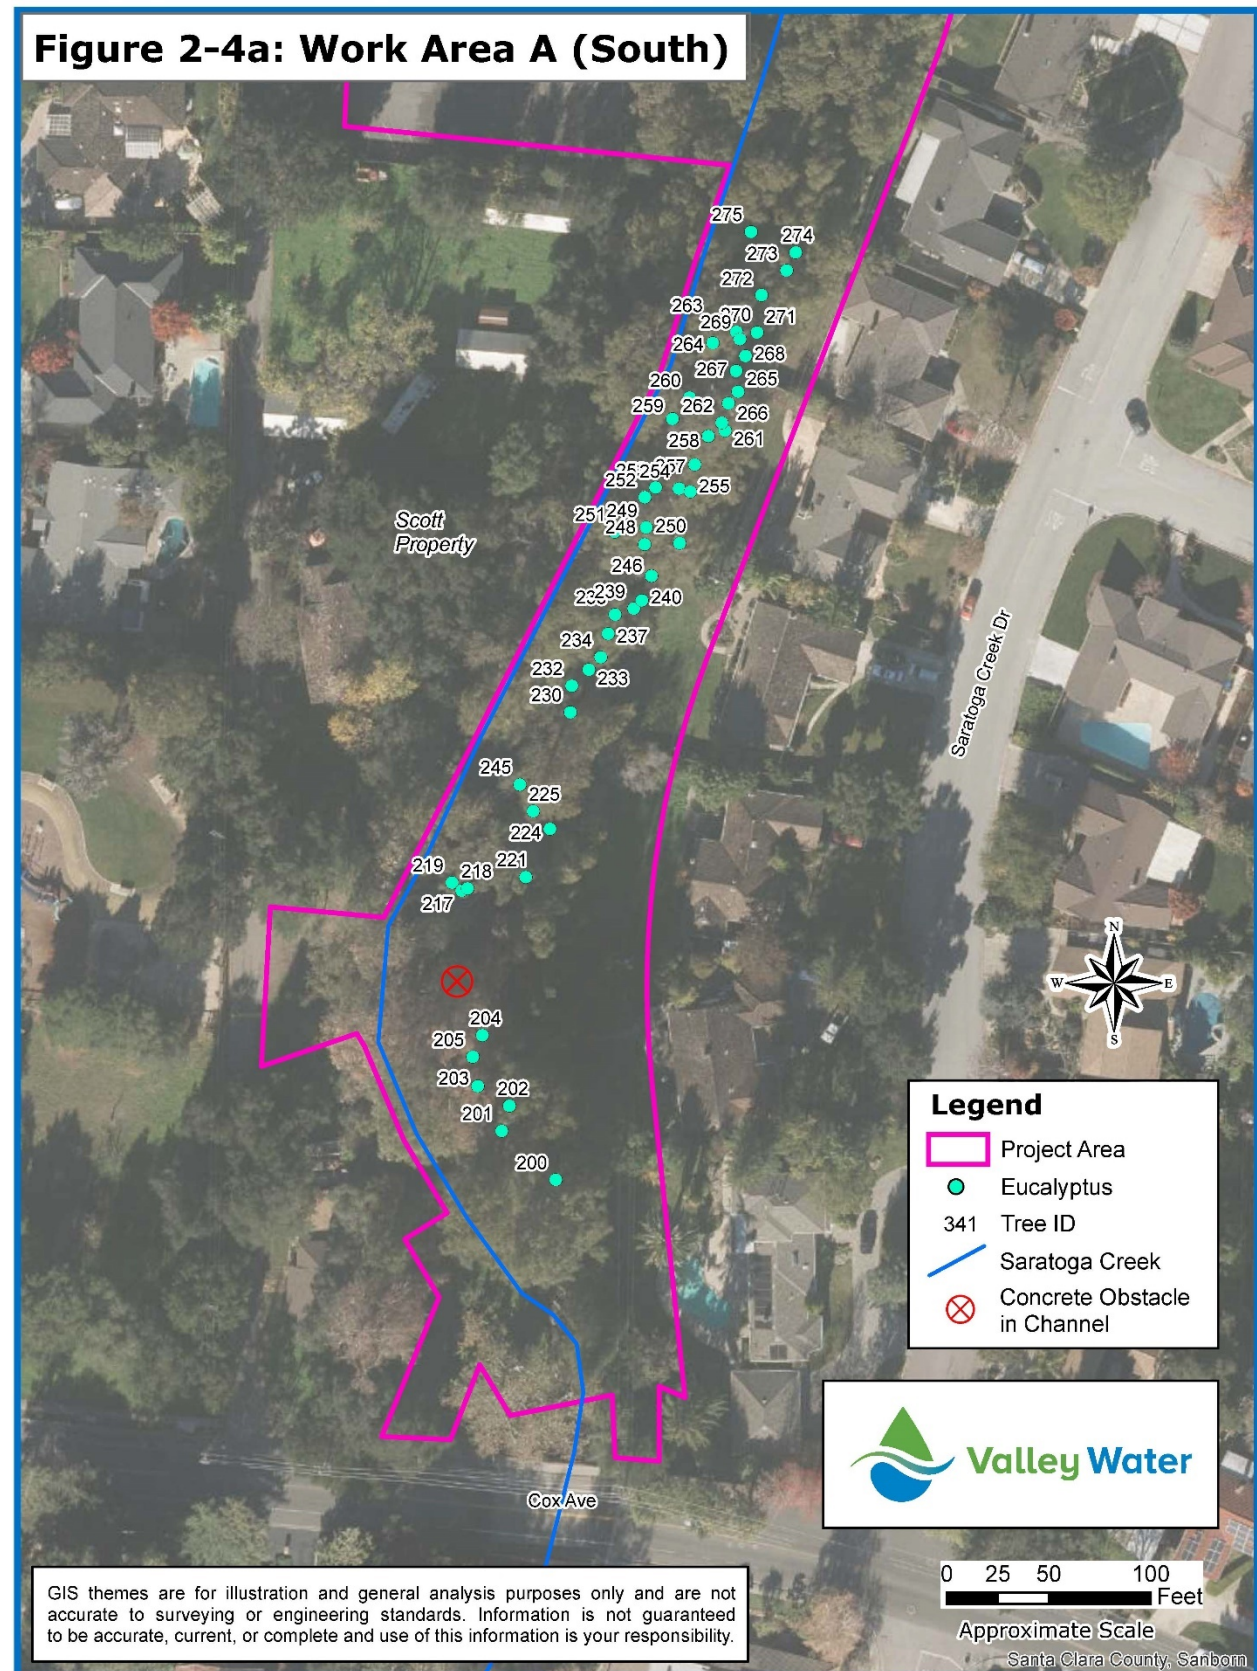 Figure 2-4a: Work Area A (South)
275
274
273
272
263
269
271
264
268
267
265
260
262
259
266
258
261
254
252
255
249
251
248
250
246
239
240
237
234
232
233
230
245
225
224
221
219
218
217
204
205
203
202
201
200
Scott
Property
Saratoga Creek Dr
Cox Ave
N
W
E
S
Legend
Project Area
Eucalyptus
341 Tree ID
Saratoga Creek
Concrete Obstacle
in Channel
Valley Water
0 25 50 100
Feet
Approximate Scale
Santa Clara County, Sanborn
GIS themes are for illustration and general analysis purposes only and are not
accurate to surveying or engineering standards. Information is not guaranteed
to be accurate, current, or complete and use of this information is your responsibility.